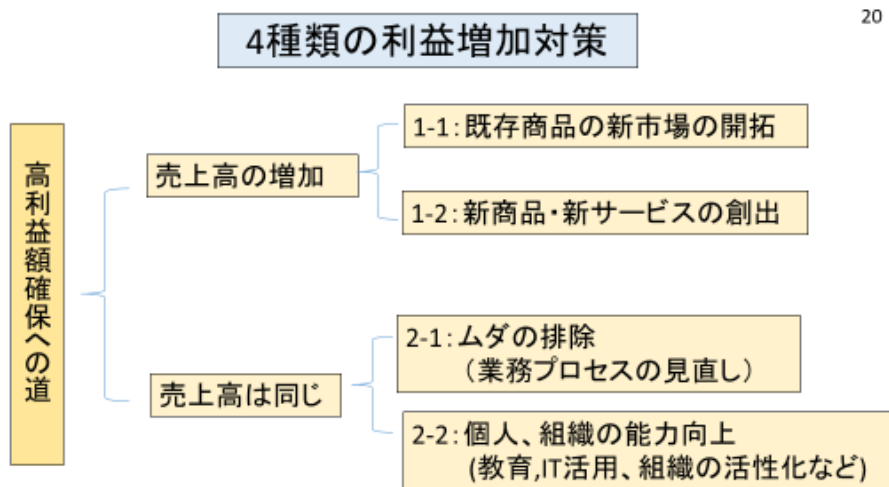 20
4種類の利益増加対策
高利益額確保への道
売上高の増加
1-1:既存商品の新市場の開拓
1-2:新商品・新サービスの創出
売上高は同じ
2-1:ムダの排除
(業務プロセスの見直し)
2-2:個人、組織の能力向上
(教育,IT活用、組織の活性化など)